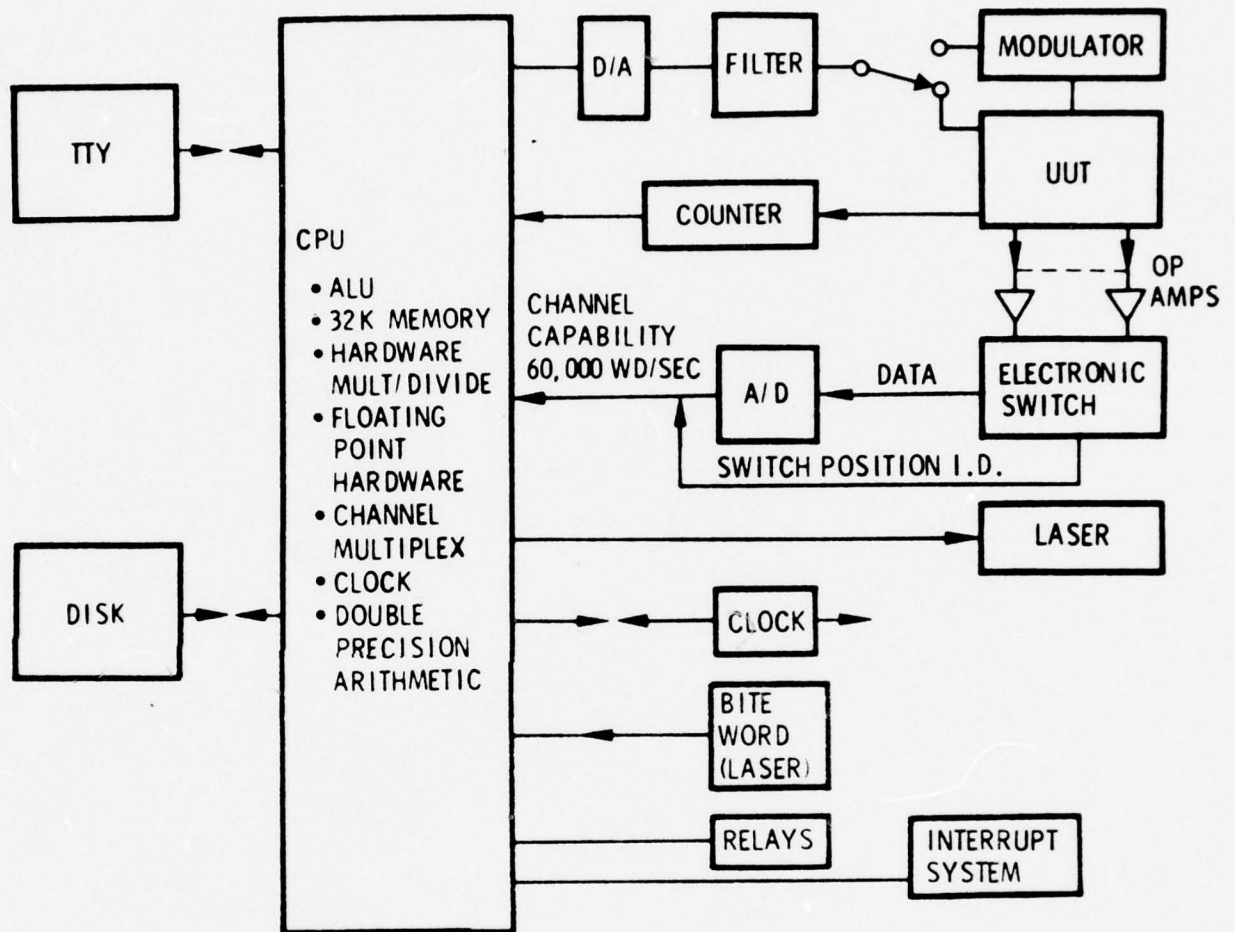 D/A
FILTER
MODULATOR
TTY
UUT
COUNTER
CPU
• ALU
• 32K MEMORY
• HARDWARE
MULT/DIVIDE
• FLOATING
POINT
HARDWARE
• CHANNEL
MULTIPLEX
• CLOCK
• DOUBLE
PRECISION
ARITHMETIC
OP
AMPS
CHANNEL
CAPABILITY
60,000 WD/SEC
A/D
DATA
ELECTRONIC
SWITCH
SWITCH POSITION I.D.
LASER
DISK
CLOCK
BITE
WORD
(LASER)
RELAYS
INTERRUPT
SYSTEM